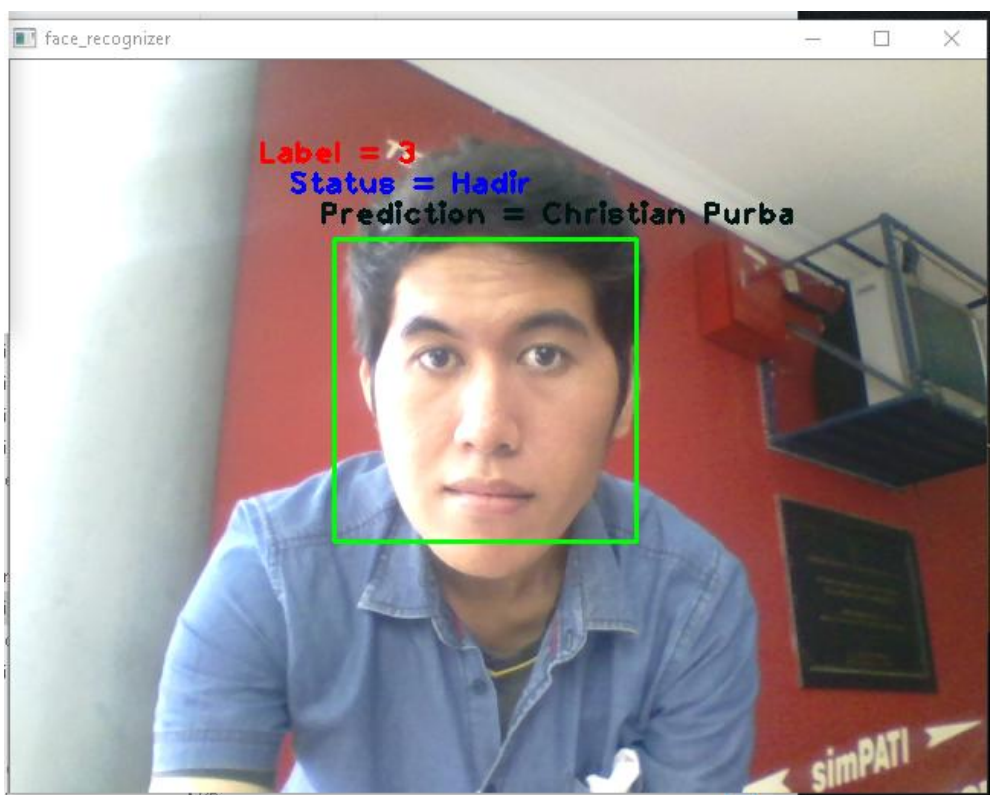 face_recognizer
Label = 3
Status = Hadir
Prediction = Christian Purba
simPATI